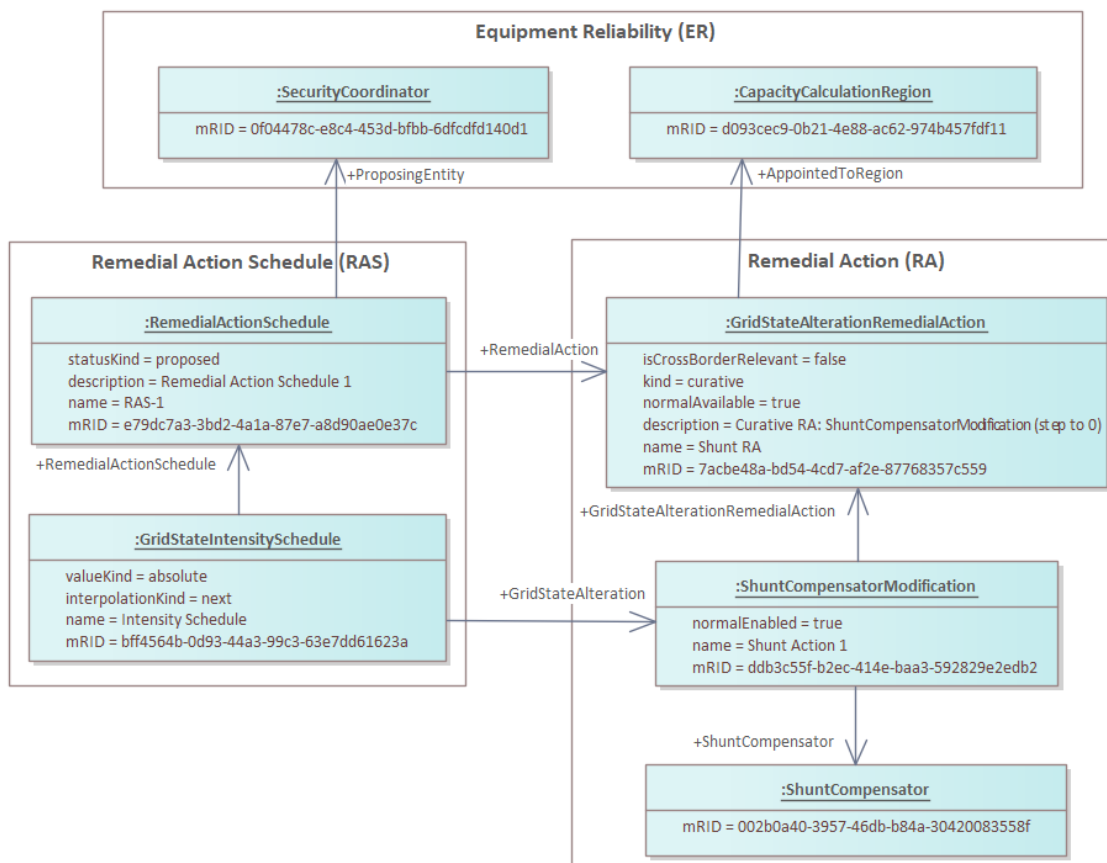 Equipment Reliability (ER)
:SecurityCoordinator
mRID = 0f04478c-e8c4-453d-bfbb-6dfcdfd140d1
:CapacityCalculationRegion
mRID = d093cec9-0b21-4e88-ac62-974b457fdf11
+ProposingEntity
+AppointedToRegion
Remedial Action Schedule (RAS)
:RemedialActionSchedule
statusKind = proposed
description = Remedial Action Schedule 1
name = RAS-1
mRID = e79dc7a3-3bd2-4a1a-87e7-a8d90ae0e37c
+RemedialActionSchedule
:GridStateIntensitySchedule
valueKind = absolute
interpolationKind = next
name = Intensity Schedule
mRID = bff4564b-0d93-44a3-99c3-63e7dd61623a
+RemedialAction
+GridStateAlteration
Remedial Action (RA)
:GridStateAlterationRemedialAction
isCrossBorderRelevant = false
kind = curative
normalAvailable = true
description = Curative RA: ShuntCompensatorModification (step to 0)
name = Shunt RA
mRID = 7acbe48a-bd54-4cd7-af2e-87768357c559
+GridStateAlterationRemedialAction
:ShuntCompensatorModification
normalEnabled = true
name = Shunt Action 1
mRID = ddb3c55f-b2ec-414e-baa3-592829e2edb2
+ShuntCompensator
:ShuntCompensator
mRID = 002b0a40-3957-46db-b84a-30420083558f